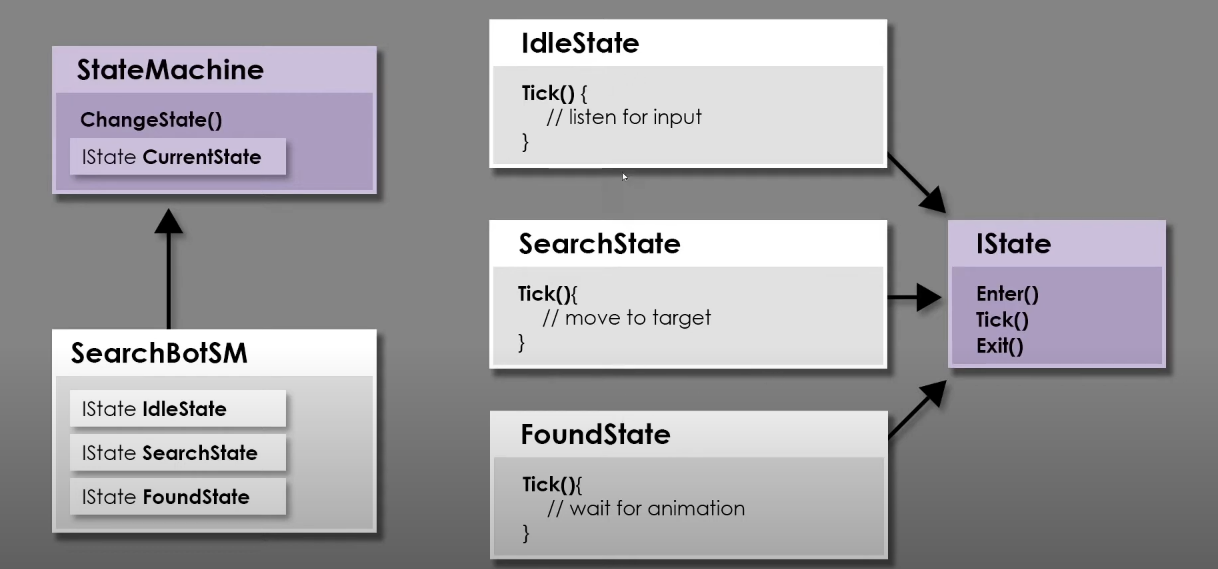 StateMachine
ChangeState()
IState CurrentState
SearchBotSM
IState IdleState
IState SearchState
IState FoundState
IdleState
Tick() {
// listen for input
}
SearchState
Tick(){
// move to target
}
FoundState
Tick(){
// wait for animation
}
IState
Enter()
Tick()
Exit()